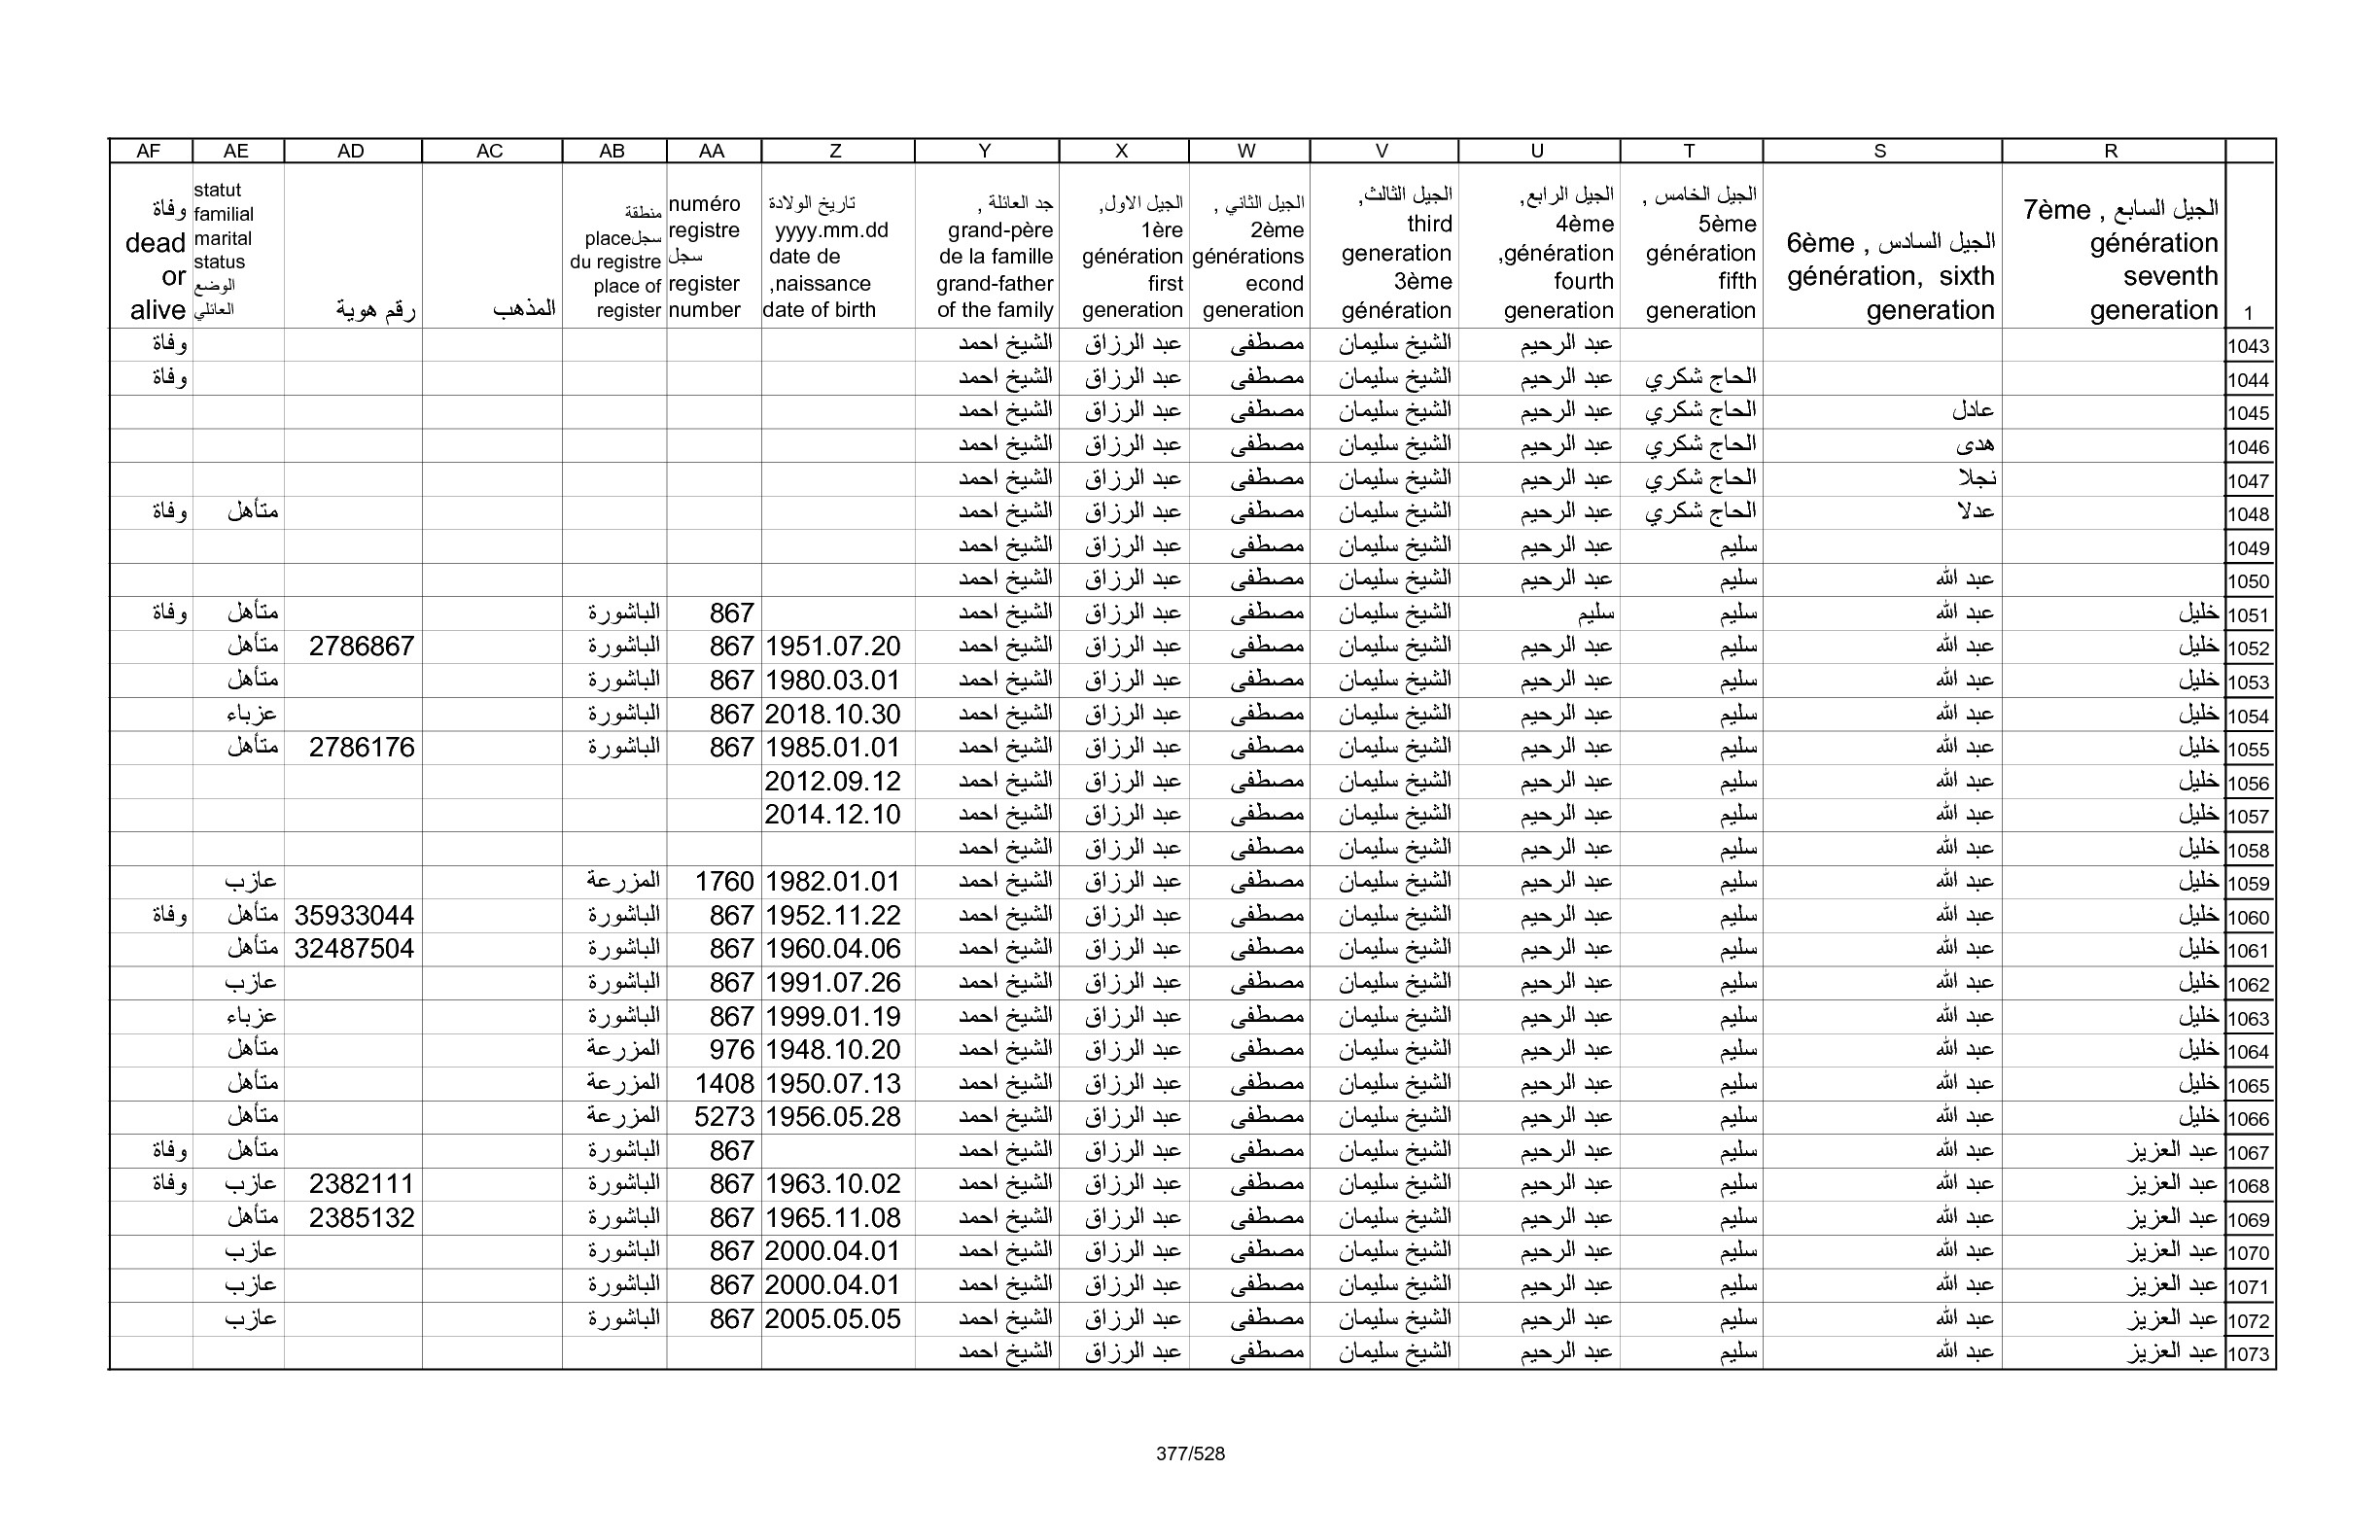 AF AE AD AC AB AA Z Y X W V U T S R
وفاة dead or alive
statut familial marital status الوضع العائلي
رقم هوية
المذهب
منطقة سجل place du registre place of register
numéro registre سجل register number
تاريخ الولادة yyyy.mm.dd date de naissance, date of birth
جد العائلة , grand-père de la famille grand-father of the family
الجيل الاول, 1ère génération first generation
الجيل الثاني , 2ème générations econd generation
الجيل الثالث, third generation 3ème génération
الجيل الرابع, 4ème génération, fourth generation
الجيل الخامس , 5ème génération fifth generation
الجيل السادس , 6ème génération, sixth generation
الجيل السابع , 7ème génération seventh generation
1
1043 عبد الرحيم الشيخ سليمان مصطفى عبد الرزاق الشيخ احمد وفاة
1044 الحاج شكري عبد الرحيم الشيخ سليمان مصطفى عبد الرزاق الشيخ احمد وفاة
1045 عادل الحاج شكري عبد الرحيم الشيخ سليمان مصطفى عبد الرزاق الشيخ احمد
1046 هدى الحاج شكري عبد الرحيم الشيخ سليمان مصطفى عبد الرزاق الشيخ احمد
1047 نجلا الحاج شكري عبد الرحيم الشيخ سليمان مصطفى عبد الرزاق الشيخ احمد
1048 عدلا الحاج شكري عبد الرحيم الشيخ سليمان مصطفى عبد الرزاق الشيخ احمد متأهل وفاة
1049 سليم عبد الرحيم الشيخ سليمان مصطفى عبد الرزاق الشيخ احمد
1050 عبد الله سليم عبد الرحيم الشيخ سليمان مصطفى عبد الرزاق الشيخ احمد
1051 خليل عبد الله سليم سليم الشيخ سليمان مصطفى عبد الرزاق الشيخ احمد 867 الباشورة متأهل وفاة
1052 خليل عبد الله سليم عبد الرحيم الشيخ سليمان مصطفى عبد الرزاق الشيخ احمد 1951.07.20 867 الباشورة 2786867 متأهل
1053 خليل عبد الله سليم عبد الرحيم الشيخ سليمان مصطفى عبد الرزاق الشيخ احمد 1980.03.01 867 الباشورة متأهل
1054 خليل عبد الله سليم عبد الرحيم الشيخ سليمان مصطفى عبد الرزاق الشيخ احمد 2018.10.30 867 الباشورة عزباء
1055 خليل عبد الله سليم عبد الرحيم الشيخ سليمان مصطفى عبد الرزاق الشيخ احمد 1985.01.01 867 الباشورة 2786176 متأهل
1056 خليل عبد الله سليم عبد الرحيم الشيخ سليمان مصطفى عبد الرزاق الشيخ احمد 2012.09.12
1057 خليل عبد الله سليم عبد الرحيم الشيخ سليمان مصطفى عبد الرزاق الشيخ احمد 2014.12.10
1058 خليل عبد الله سليم عبد الرحيم الشيخ سليمان مصطفى عبد الرزاق الشيخ احمد
1059 خليل عبد الله سليم عبد الرحيم الشيخ سليمان مصطفى عبد الرزاق الشيخ احمد 1982.01.01 1760 المزرعة عازب
1060 خليل عبد الله سليم عبد الرحيم الشيخ سليمان مصطفى عبد الرزاق الشيخ احمد 1952.11.22 867 الباشورة 35933044 متأهل وفاة
1061 خليل عبد الله سليم عبد الرحيم الشيخ سليمان مصطفى عبد الرزاق الشيخ احمد 1960.04.06 867 الباشورة 32487504 متأهل
1062 خليل عبد الله سليم عبد الرحيم الشيخ سليمان مصطفى عبد الرزاق الشيخ احمد 1991.07.26 867 الباشورة عازب
1063 خليل عبد الله سليم عبد الرحيم الشيخ سليمان مصطفى عبد الرزاق الشيخ احمد 1999.01.19 867 الباشورة عزباء
1064 خليل عبد الله سليم عبد الرحيم الشيخ سليمان مصطفى عبد الرزاق الشيخ احمد 1948.10.20 976 المزرعة متأهل
1065 خليل عبد الله سليم عبد الرحيم الشيخ سليمان مصطفى عبد الرزاق الشيخ احمد 1950.07.13 1408 المزرعة متأهل
1066 خليل عبد الله سليم عبد الرحيم الشيخ سليمان مصطفى عبد الرزاق الشيخ احمد 1956.05.28 5273 المزرعة متأهل
1067 عبد العزيز عبد الله سليم عبد الرحيم الشيخ سليمان مصطفى عبد الرزاق الشيخ احمد 867 الباشورة متأهل وفاة
1068 عبد العزيز عبد الله سليم عبد الرحيم الشيخ سليمان مصطفى عبد الرزاق الشيخ احمد 1963.10.02 867 الباشورة 2382111 عازب وفاة
1069 عبد العزيز عبد الله سليم عبد الرحيم الشيخ سليمان مصطفى عبد الرزاق الشيخ احمد 1965.11.08 867 الباشورة 2385132 متأهل
1070 عبد العزيز عبد الله سليم عبد الرحيم الشيخ سليمان مصطفى عبد الرزاق الشيخ احمد 2000.04.01 867 الباشورة عازب
1071 عبد العزيز عبد الله سليم عبد الرحيم الشيخ سليمان مصطفى عبد الرزاق الشيخ احمد 2000.04.01 867 الباشورة عازب
1072 عبد العزيز عبد الله سليم عبد الرحيم الشيخ سليمان مصطفى عبد الرزاق الشيخ احمد 2005.05.05 867 الباشورة عازب
1073 عبد العزيز عبد الله سليم عبد الرحيم الشيخ سليمان مصطفى عبد الرزاق الشيخ احمد
377/528